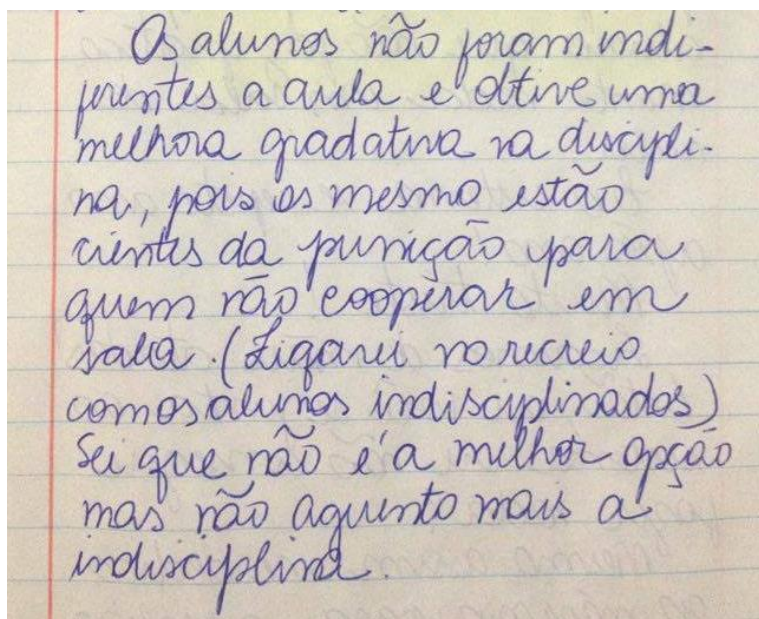 Os alunos não foram indi-
ferentes a aula e obtive uma
melhora gradativa na discipli-
na, pois os mesmo estão
cientes da punição para
quem não cooperar em
sala. (Ficarei no recreio
com os alunos indisciplinados)
Sei que não é a melhor opção
mas não aguento mais a
indisciplina.